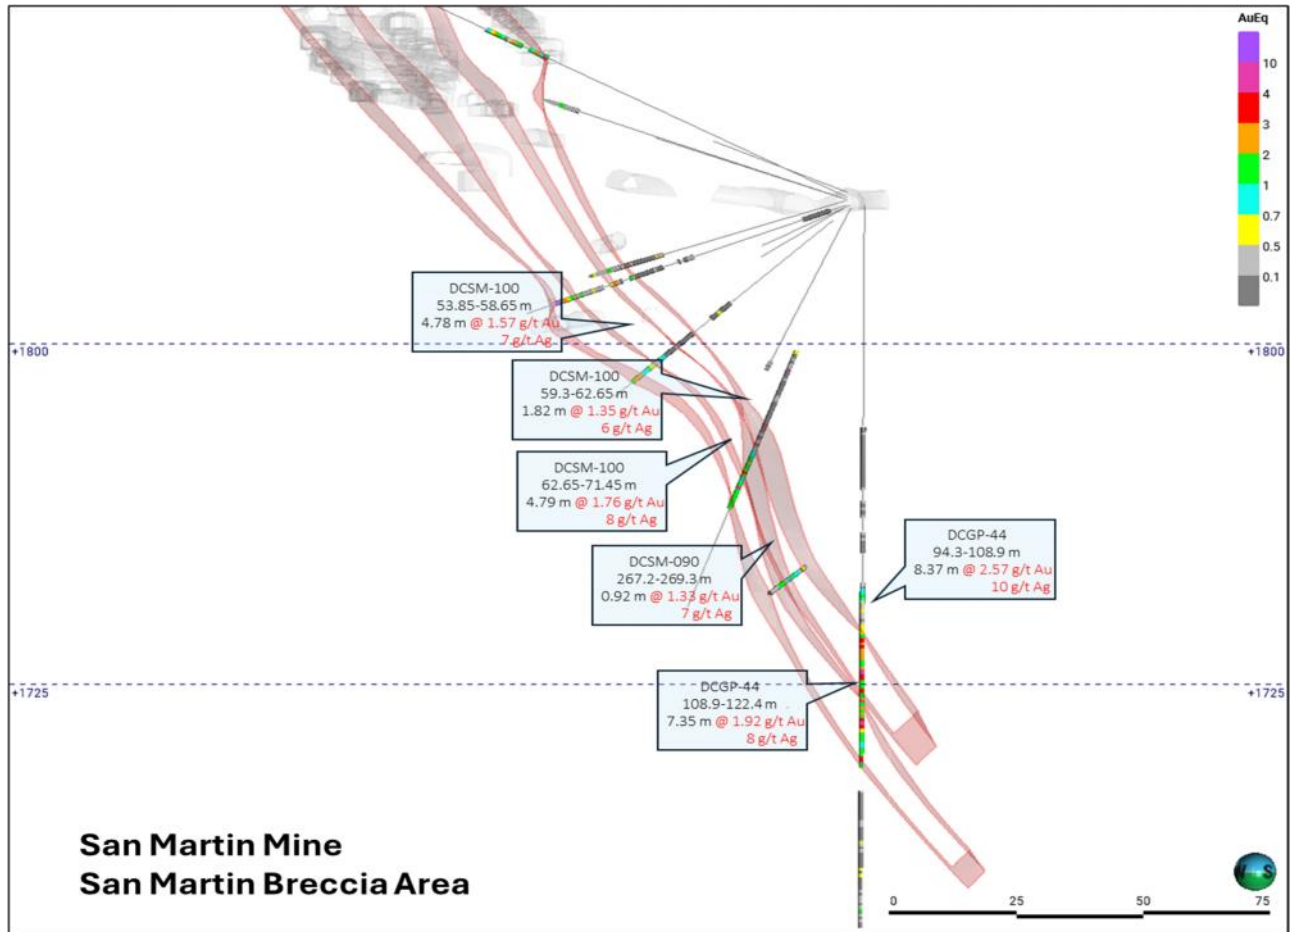 AuEq
10
4
3
2
1
0.7
0.5
0.1
DCSM-100
53.85-58.65 m
4.78 m @ 1.57 g/t Au
7 g/t Ag
+1800
+1800
DCSM-100
59.3-62.65 m
1.82 m @ 1.35 g/t Au
6 g/t Ag
DCSM-100
62.65-71.45 m
4.79 m @ 1.76 g/t Au
8 g/t Ag
DCGP-44
94.3-108.9 m
8.37 m @ 2.57 g/t Au
10 g/t Ag
DCSM-090
267.2-269.3 m
0.92 m @ 1.33 g/t Au
7 g/t Ag
+1725
+1725
DCGP-44
108.9-122.4 m
7.35 m @ 1.92 g/t Au
8 g/t Ag
San Martin Mine
San Martin Breccia Area
W S
0 25 50 75